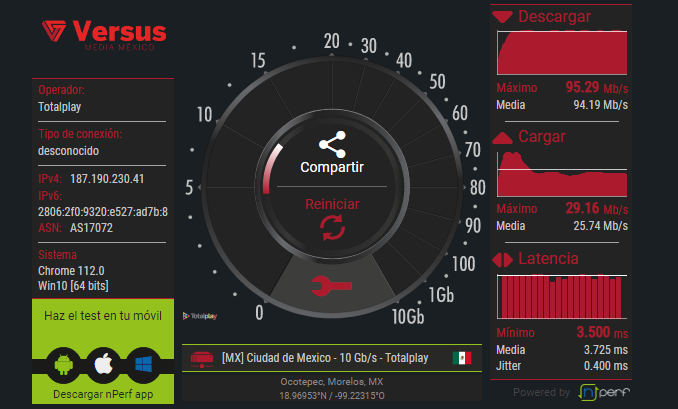 Versus
MEDIA MÉXICO
Operador:
Totalplay
Tipo de conexión:
desconocido
IPv4: 187.190.230.41
IPv6:
2806:2f0:9320:e527:ad7b:8
ASN: AS17072
Sistema
Chrome 112.0
Win10 [64 bits]
Haz el test en tu móvil
Descargar nPerf app
0
5
10
15
20
30
40
50
60
70
80
90
100
1Gb
10Gb
Compartir
Reiniciar
Totalplay
[MX] Ciudad de Mexico - 10 Gb/s - Totalplay
Ocotepec, Morelos, MX
18.96953°N / -99.22315°O
Descargar
Máximo 95.29 Mb/s
Media 94.19 Mb/s
Cargar
Máximo 29.16 Mb/s
Media 25.74 Mb/s
Latencia
Mínimo 3.500 ms
Media 3.725 ms
Jitter 0.400 ms
Powered by nperf